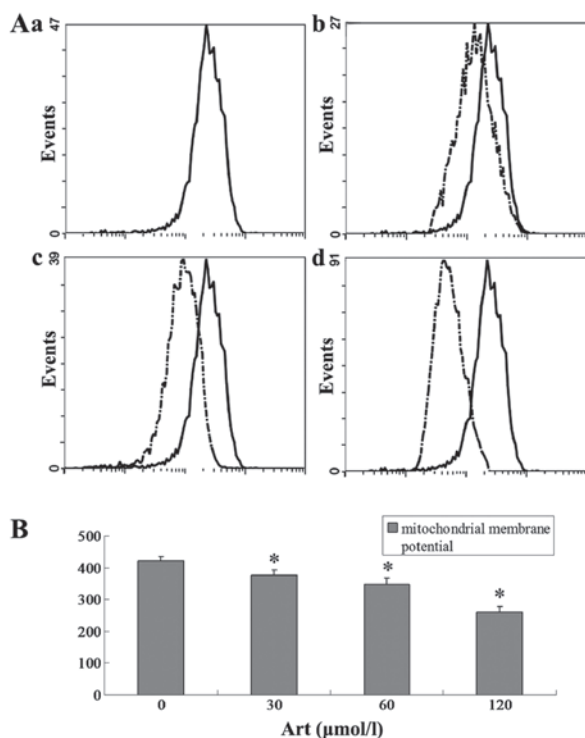 Aa
47
Events
0
b
27
Events
0
c
39
Events
0
d
91
Events
0
B
mitochondrial membrane
potential
500
400
300
200
100
0
*
*
*
0
30
60
120
Art (μmol/l)